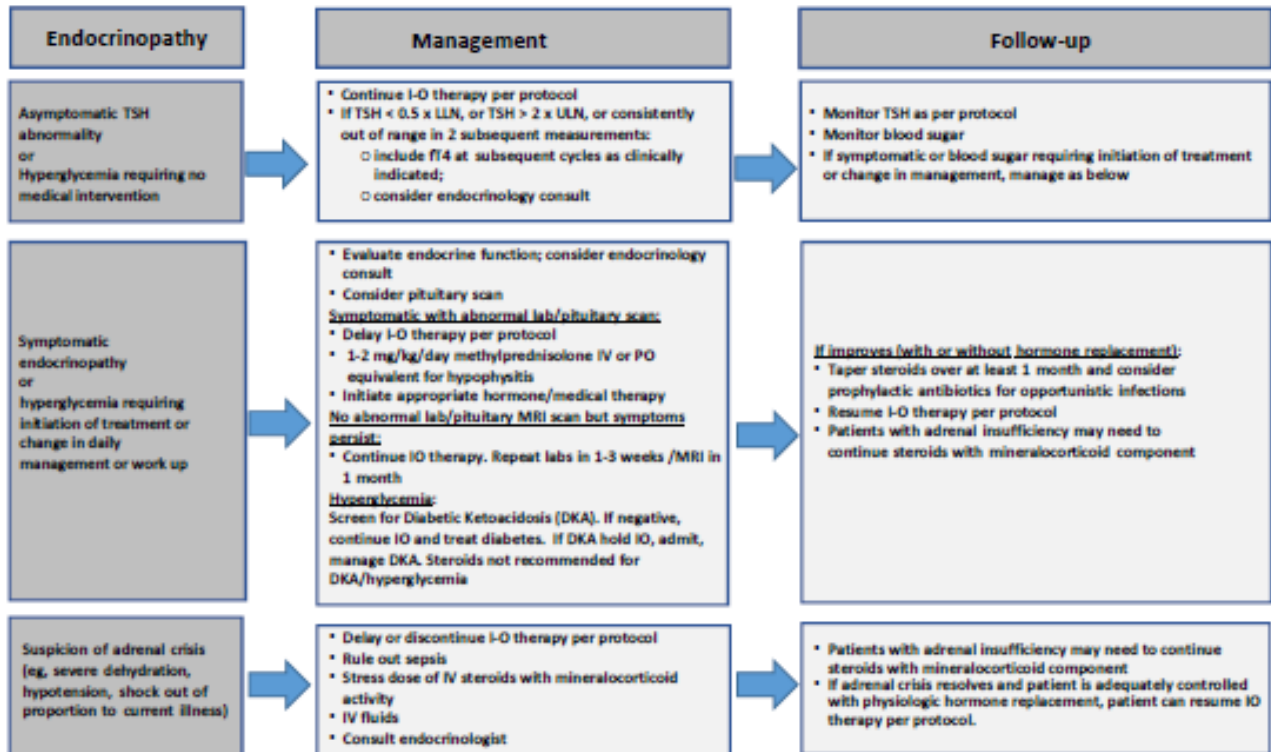 Endocrinopathy
Management
Follow-up
Asymptomatic TSH
abnormality
or
Hyperglycemia requiring no
medical intervention
▪ Continue I-O therapy per protocol
▪ If TSH < 0.5 x LLN, or TSH > 2 x ULN, or consistently
out of range in 2 subsequent measurements:
○ include fT4 at subsequent cycles as clinically
indicated;
○ consider endocrinology consult
▪ Monitor TSH as per protocol
▪ Monitor blood sugar
▪ If symptomatic or blood sugar requiring initiation of treatment
or change in management, manage as below
Symptomatic
endocrinopathy
or
hyperglycemia requiring
initiation of treatment or
change in daily
management or work up
▪ Evaluate endocrine function; consider endocrinology
consult
▪ Consider pituitary scan
Symptomatic with abnormal lab/pituitary scan:
▪ Delay I-O therapy per protocol
▪ 1-2 mg/kg/day methylprednisolone IV or PO
equivalent for hypophysitis
▪ Initiate appropriate hormone/medical therapy
No abnormal lab/pituitary MRI scan but symptoms
persist:
▪ Continue IO therapy. Repeat labs in 1-3 weeks /MRI in
1 month
Hyperglycemia:
Screen for Diabetic Ketoacidosis (DKA). If negative,
continue IO and treat diabetes. If DKA hold IO, admit,
manage DKA. Steroids not recommended for
DKA/hyperglycemia
If improves (with or without hormone replacement):
▪ Taper steroids over at least 1 month and consider
prophylactic antibiotics for opportunistic infections
▪ Resume I-O therapy per protocol
▪ Patients with adrenal insufficiency may need to
continue steroids with mineralocorticoid component
Suspicion of adrenal crisis
(eg, severe dehydration,
hypotension, shock out of
proportion to current illness)
▪ Delay or discontinue I-O therapy per protocol
▪ Rule out sepsis
▪ Stress dose of IV steroids with mineralocorticoid
activity
▪ IV fluids
▪ Consult endocrinologist
▪ Patients with adrenal insufficiency may need to continue
steroids with mineralocorticoid component
▪ If adrenal crisis resolves and patient is adequately controlled
with physiologic hormone replacement, patient can resume IO
therapy per protocol.